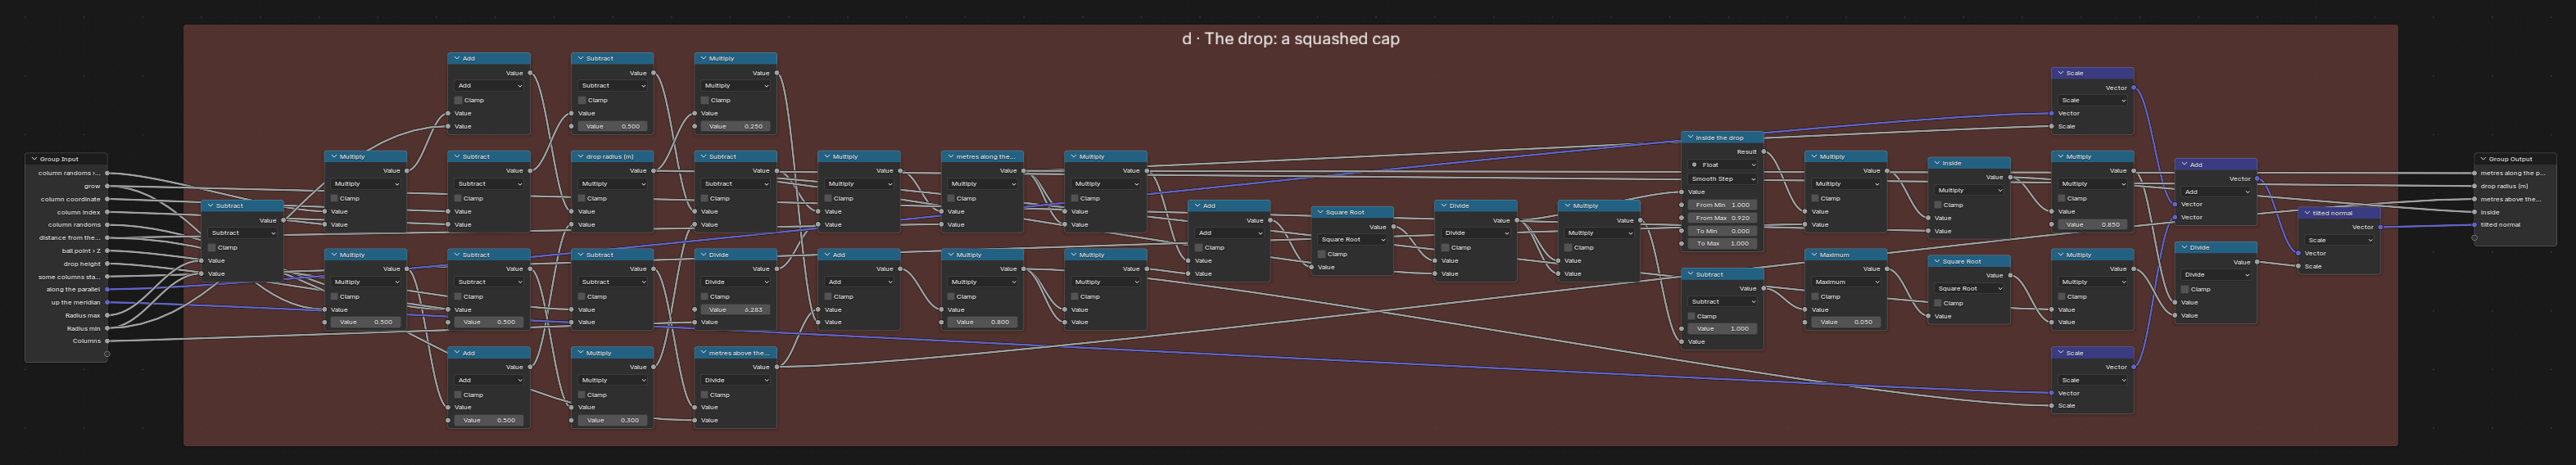 d · The drop: a squashed cap
Group Input
column randoms ›...
grow
column coordinate
column index
column randoms
distance from the...
ball point › Z
drop height
some columns sta...
along the parallel
up the meridian
Radius max
Radius min
Columns
Subtract
Value
Subtract
Clamp
Value
Value
Multiply
Value
Multiply
Clamp
Value
Value
Multiply
Value
Multiply
Clamp
Value
Value 0.500
Add
Value
Add
Clamp
Value
Value
Subtract
Value
Subtract
Clamp
Value
Value
Subtract
Value
Subtract
Clamp
Value
Value 0.500
Add
Value
Add
Clamp
Value
Value 0.500
Subtract
Value
Subtract
Clamp
Value
Value 0.500
drop radius (m)
Value
Multiply
Clamp
Value
Value
Subtract
Value
Subtract
Clamp
Value
Value
Multiply
Value
Multiply
Clamp
Value
Value 0.300
Multiply
Value
Multiply
Clamp
Value
Value 0.250
Subtract
Value
Subtract
Clamp
Value
Value
Divide
Value
Divide
Clamp
Value 6.283
Value
metres above the...
Value
Divide
Clamp
Value
Value
Multiply
Value
Multiply
Clamp
Value
Value
Add
Value
Add
Clamp
Value
Value
metres along the...
Value
Multiply
Clamp
Value
Value
Multiply
Value
Multiply
Clamp
Value
Value 0.800
Multiply
Value
Multiply
Clamp
Value
Value
Multiply
Value
Multiply
Clamp
Value
Value
Add
Value
Add
Clamp
Value
Value
Square Root
Value
Square Root
Clamp
Value
Divide
Value
Divide
Clamp
Value
Value
Multiply
Value
Multiply
Clamp
Value
Value
Inside the drop
Result
Float
Smooth Step
Value
From Min 1.000
From Max 0.920
To Min 0.000
To Max 1.000
Subtract
Value
Subtract
Clamp
Value 1.000
Value
Multiply
Value
Multiply
Clamp
Value
Value
Maximum
Value
Maximum
Clamp
Value
Value 0.050
inside
Value
Multiply
Clamp
Value
Value
Square Root
Value
Square Root
Clamp
Value
Scale
Vector
Scale
Vector
Scale
Multiply
Value
Multiply
Clamp
Value
Value 0.850
Multiply
Value
Multiply
Clamp
Value
Value
Scale
Vector
Scale
Vector
Scale
Add
Vector
Add
Vector
Vector
Divide
Value
Divide
Clamp
Value
Value
tilted normal
Vector
Scale
Vector
Scale
Group Output
metres along the p...
drop radius (m)
metres above the...
inside
tilted normal